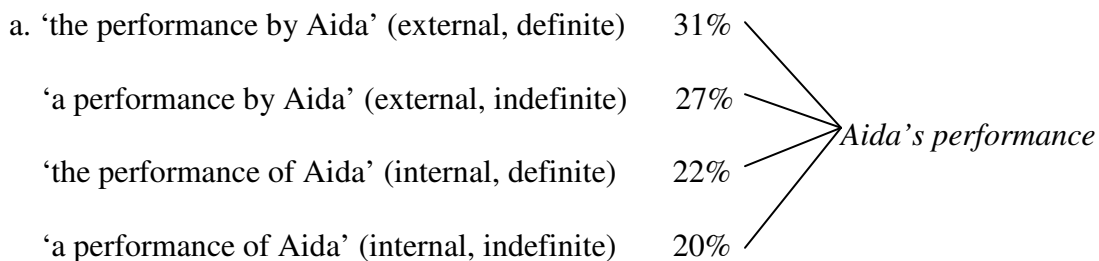 a. ‘the performance by Aida’ (external, definite) 31%
‘a performance by Aida’ (external, indefinite) 27%
Aida’s performance
‘the performance of Aida’ (internal, definite) 22%
‘a performance of Aida’ (internal, indefinite) 20%